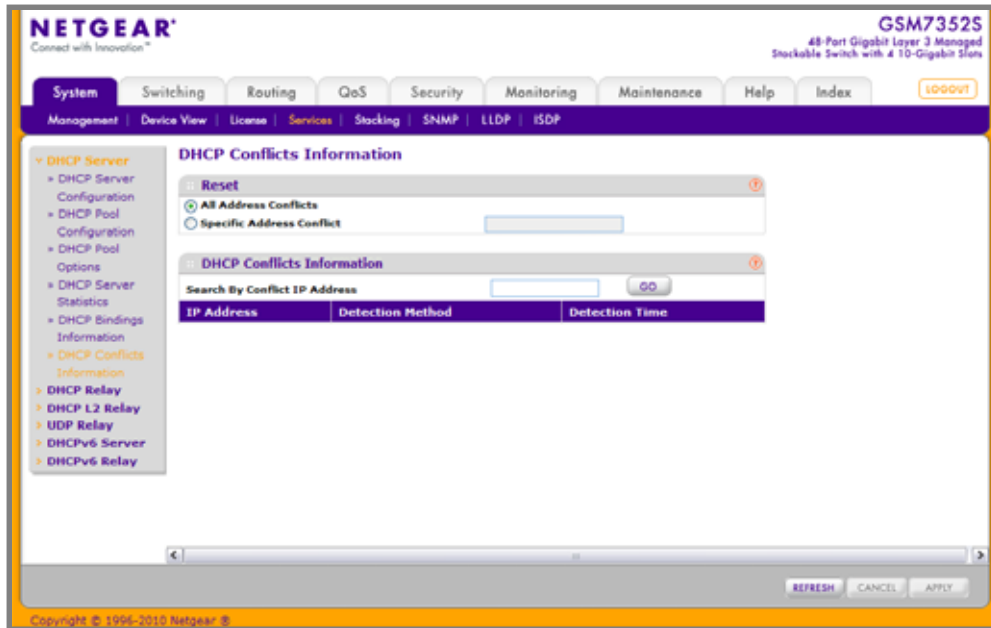 NETGEAR®
Connect with Innovation™
GSM7352S
48-Port Gigabit Layer 3 Managed
Stackable Switch with 4 10-Gigabit Slots
System Switching Routing QoS Security Monitoring Maintenance Help Index LOGOUT
Management | Device View | License | Services | Stacking | SNMP | LLDP | ISDP
DHCP Server
» DHCP Server
Configuration
» DHCP Pool
Configuration
» DHCP Pool
Options
» DHCP Server
Statistics
» DHCP Bindings
Information
» DHCP Conflicts
Information
DHCP Relay
DHCP L2 Relay
UDP Relay
DHCPv6 Server
DHCPv6 Relay
DHCP Conflicts Information
Reset
All Address Conflicts
Specific Address Conflict
DHCP Conflicts Information
Search By Conflict IP Address GO
IP Address Detection Method Detection Time
REFRESH CANCEL APPLY
Copyright © 1996-2010 Netgear ®